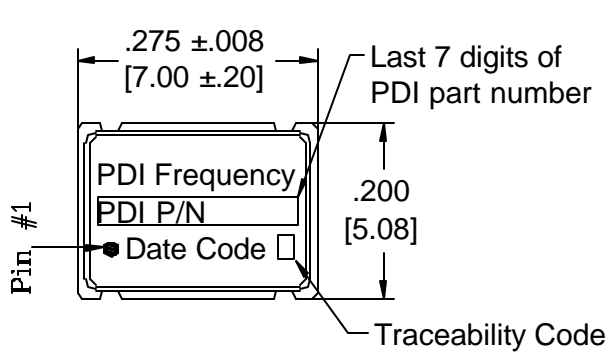 .275 ±.008
[7.00 ±.20]
Last 7 digits of
PDI part number
PDI Frequency
PDI P/N
Date Code
.200
[5.08]
Pin #1
Traceability Code